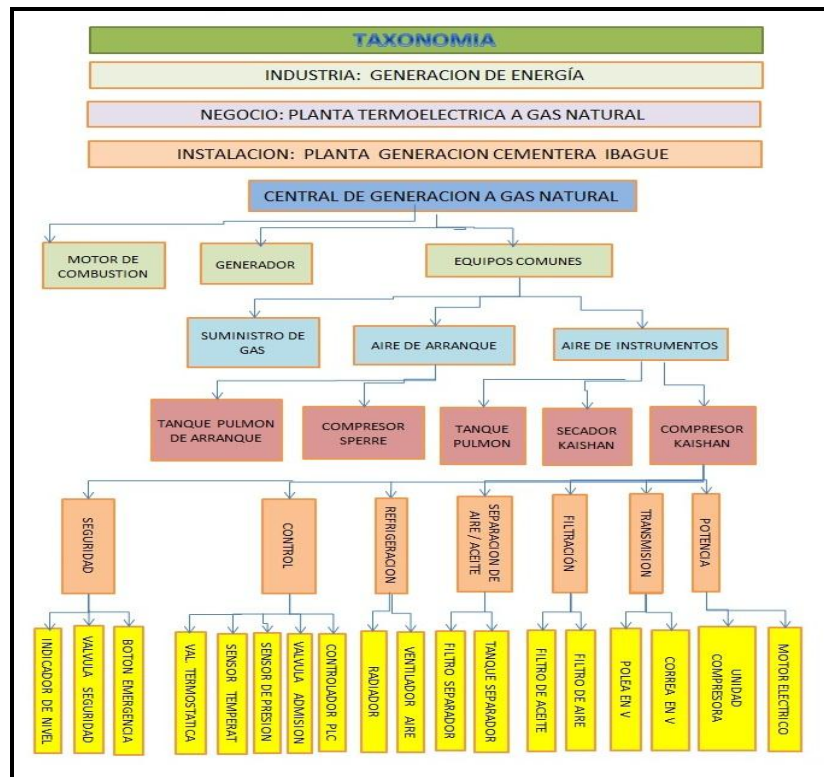 TAXONOMIA
INDUSTRIA: GENERACION DE ENERGÍA
NEGOCIO: PLANTA TERMOELECTRICA A GAS NATURAL
INSTALACION: PLANTA GENERACION CEMENTERA IBAGUE
CENTRAL DE GENERACION A GAS NATURAL
MOTOR DE
COMBUSTION
GENERADOR
EQUIPOS COMUNES
SUMINISTRO DE
GAS
AIRE DE ARRANQUE
AIRE DE INSTRUMENTOS
TANQUE PULMON
DE ARRANQUE
COMPRESOR
SPERRE
TANQUE
PULMON
SECADOR
KAISHAN
COMPRESOR
KAISHAN
SEGURIDAD
CONTROL
REFRIGERACION
SEPARACION DE
AIRE / ACEITE
FILTRACIÓN
TRANSMISION
POTENCIA
INDICADOR DE NIVEL
VALVULA SEGURIDAD
BOTON EMERGENCIA
VAL TERMOSTATICA
SENSOR TEMPERAT
SENSOR DE PRESION
VALVULA ADMISION
CONTROLADOR PLC
RADIADOR
VENTILADOR AIRE
FILTRO SEPARADOR
TANQUE SEPARADOR
FILTRO DE ACEITE
FILTRO DE AIRE
POLEA EN V
CORREA EN V
UNIDAD
COMPRESORA
MOTOR ELECTRICO